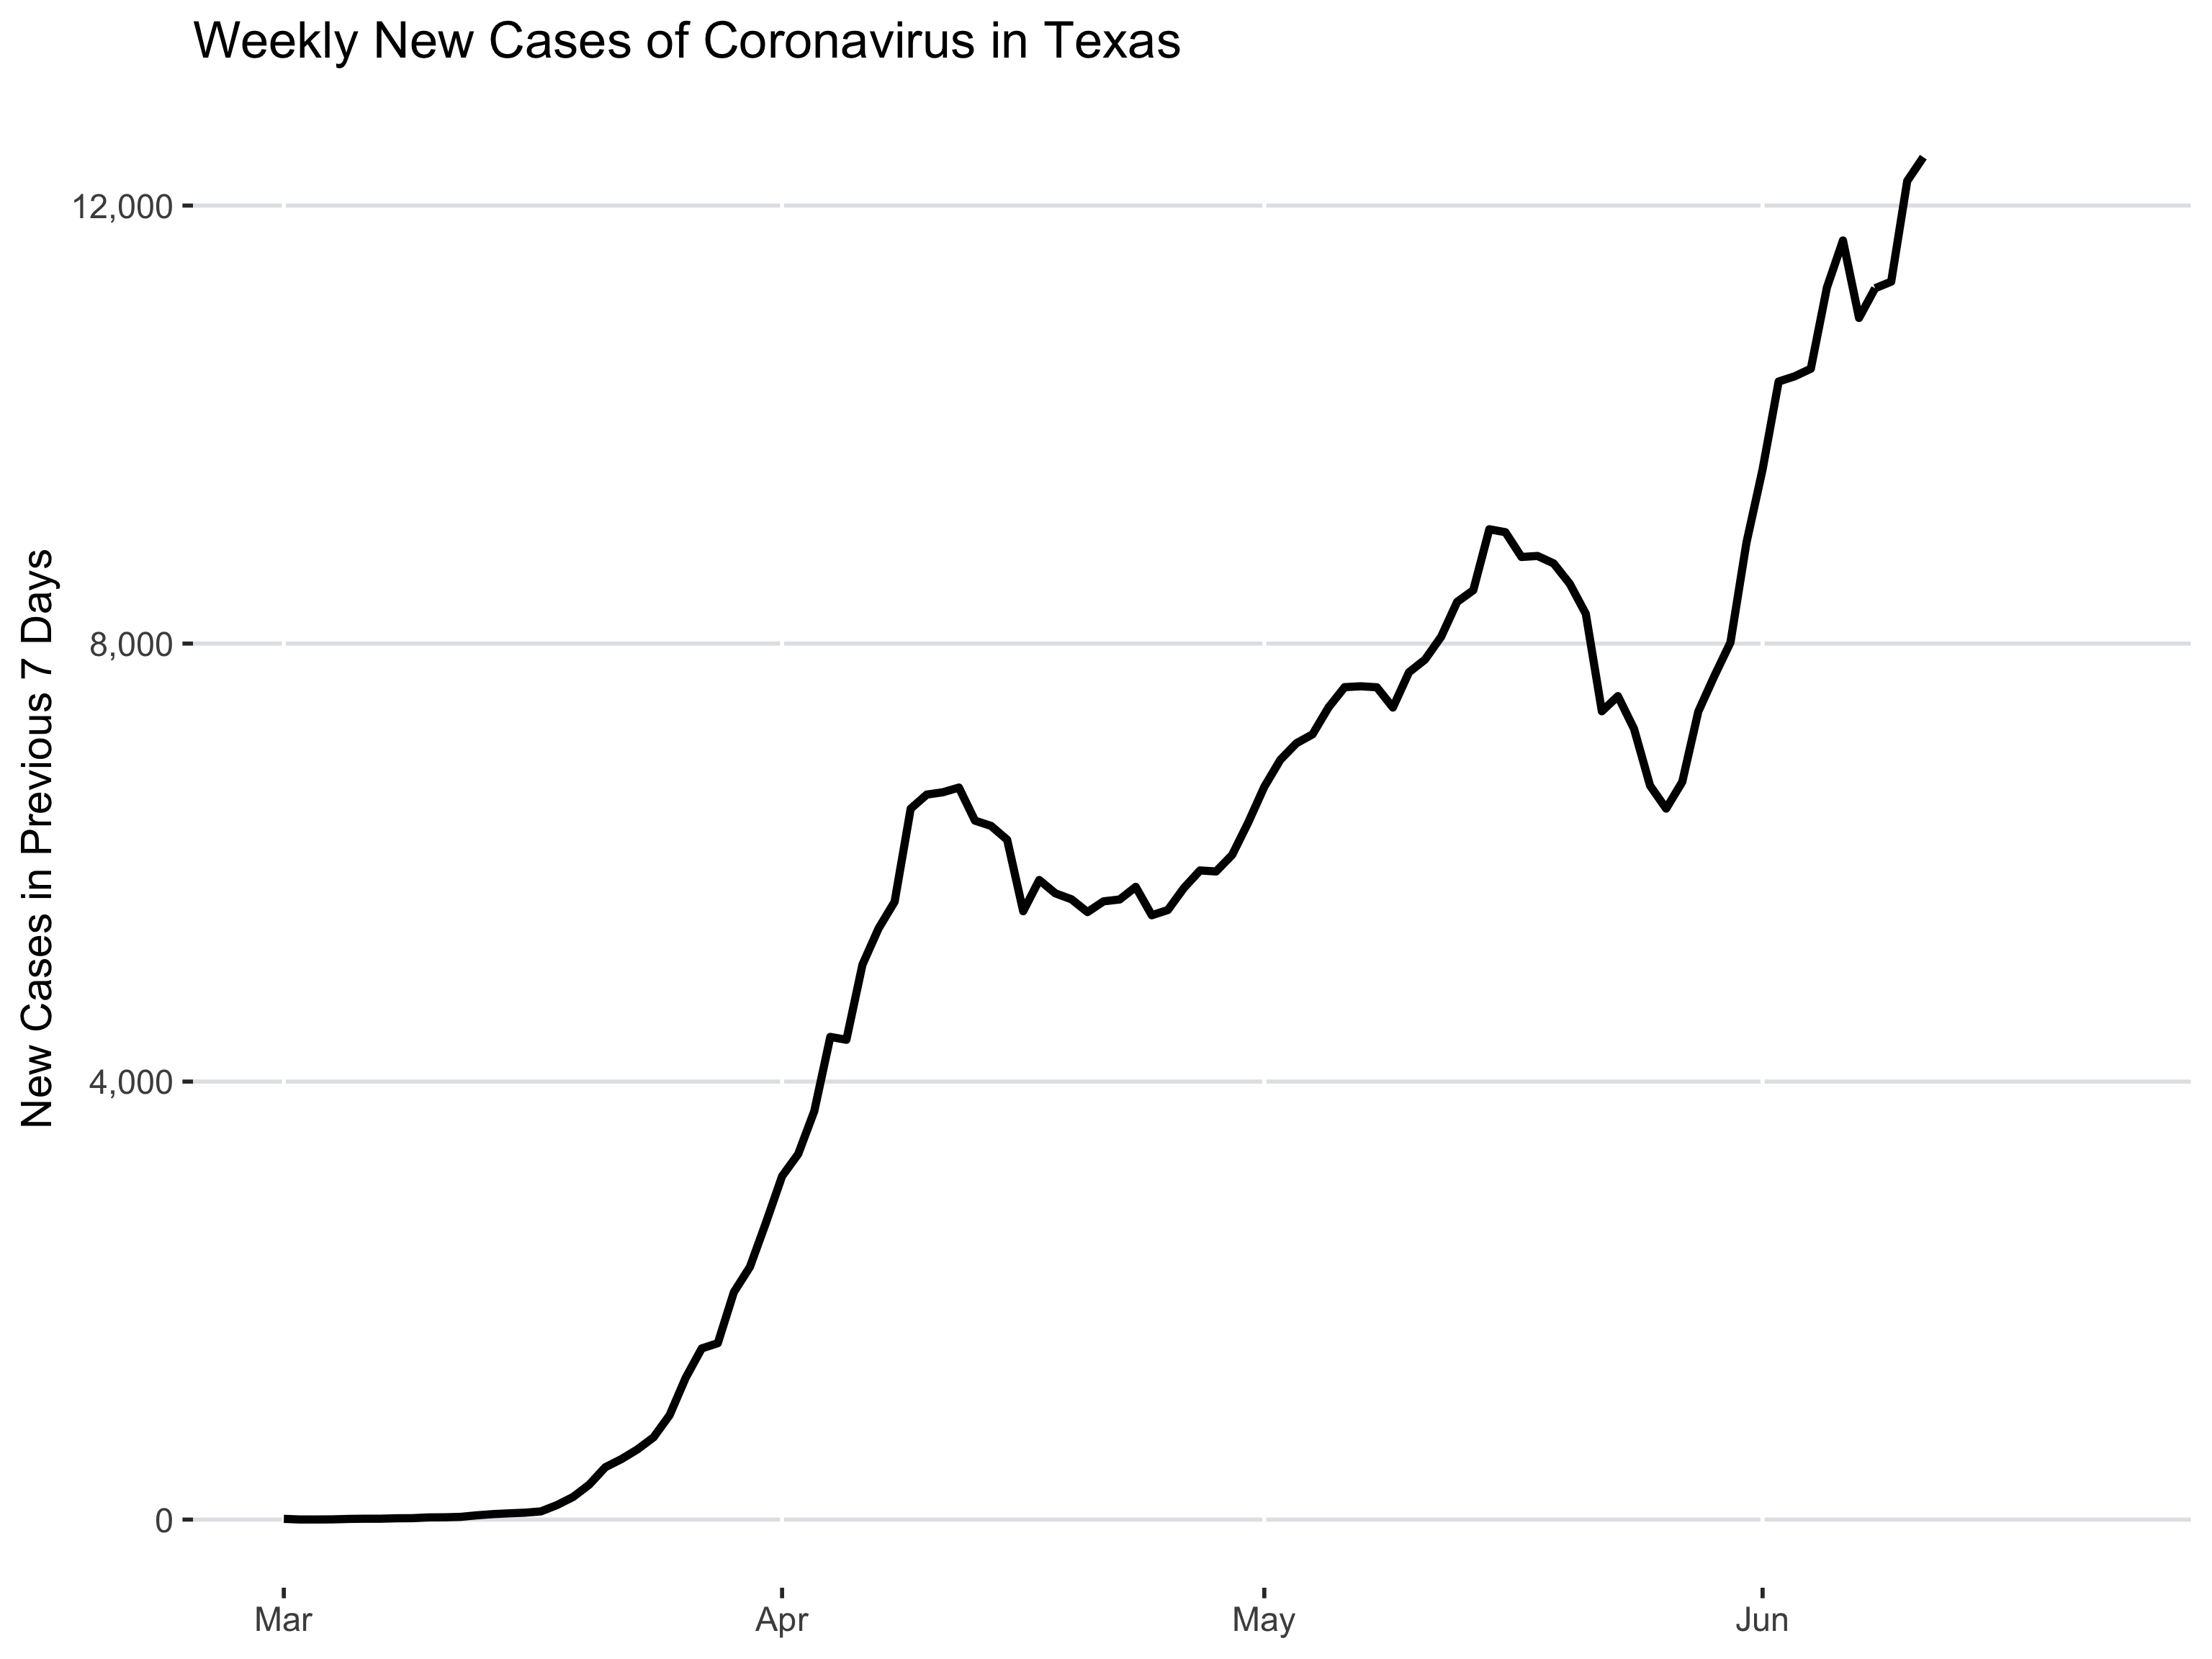 Weekly New Cases of Coronavirus in Texas
New Cases in Previous 7 Days
12,000
8,000
4,000
0
Mar Apr May Jun